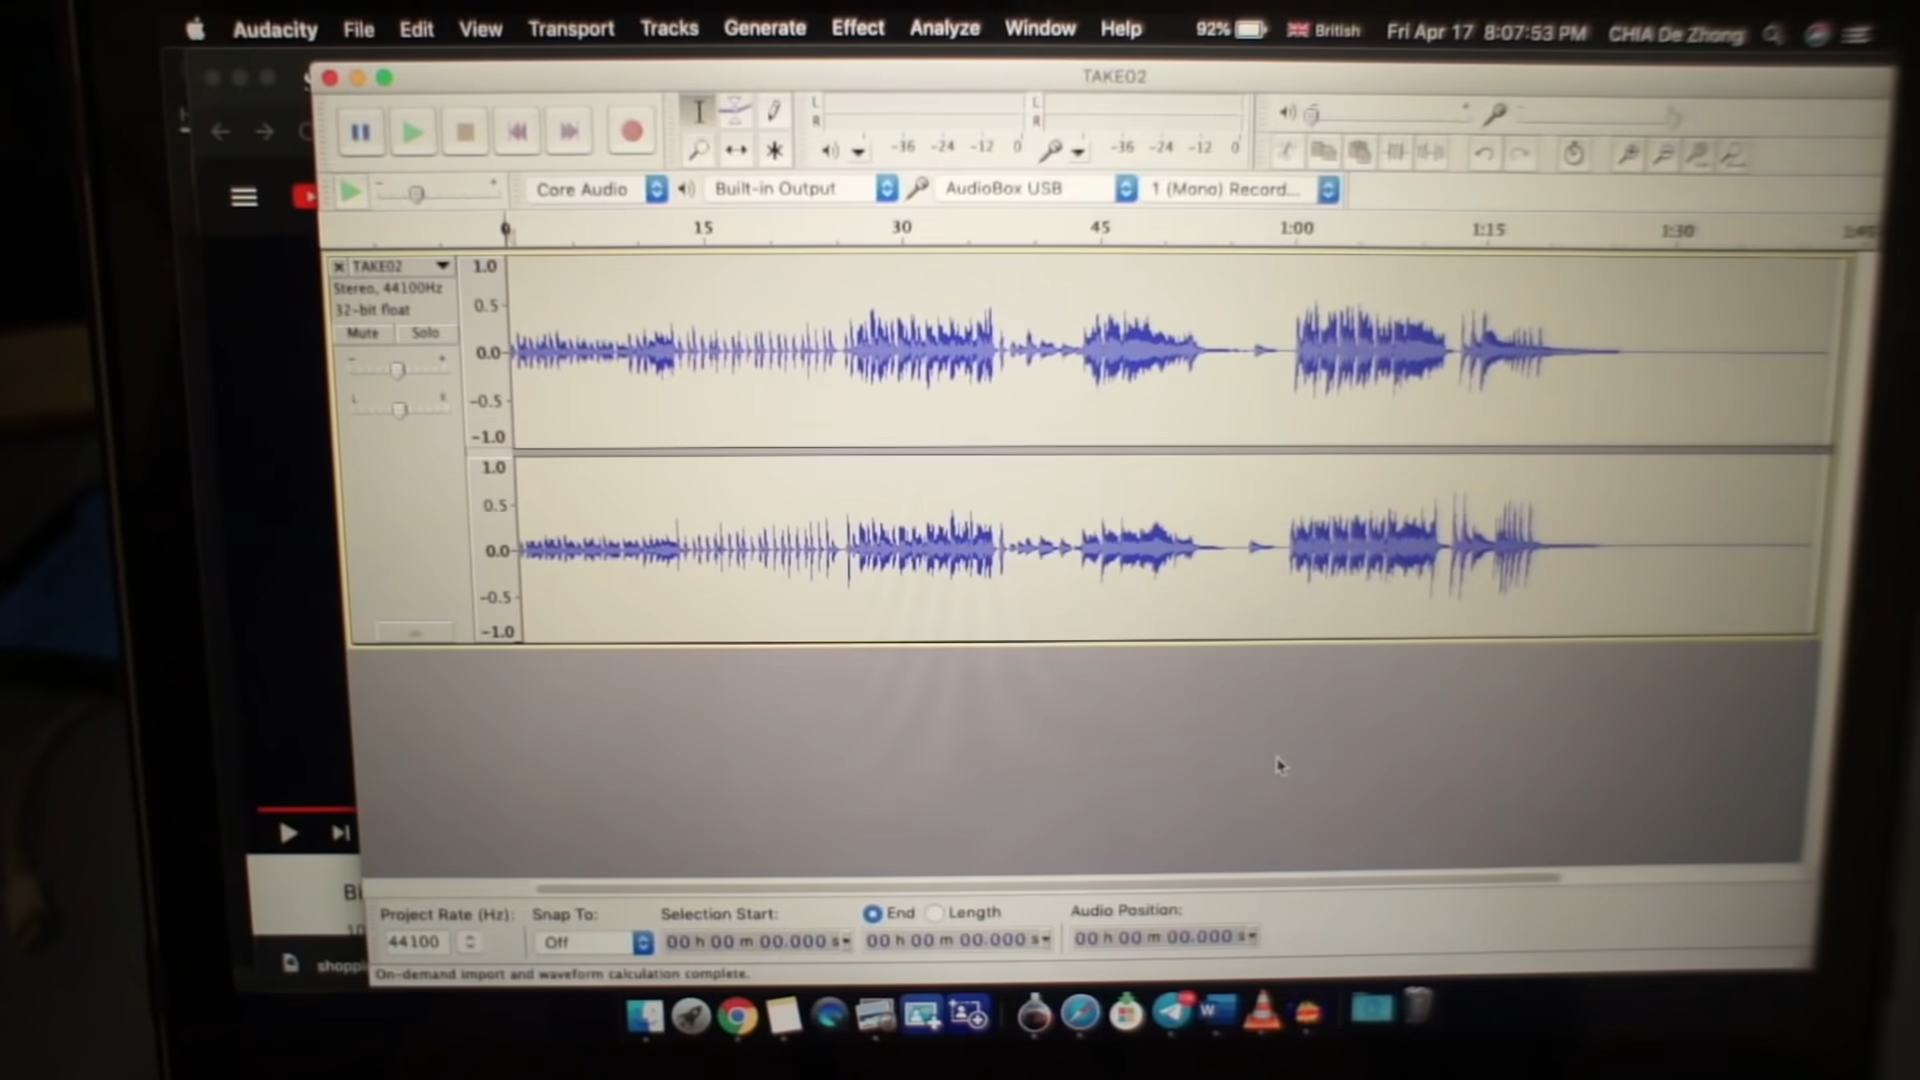 Audacity File Edit View Transport Tracks Generate Effect Analyze Window Help 92% British Fri Apr 17 8:07:53 PM CHIA De Zhong
TAKE02
L R L R
-36 -24 -12 0 -36 -24 -12 0
Core Audio Built-in Output AudioBox USB 1 (Mono) Record...
0 15 30 45 1:00 1:15 1:30 1:45
TAKE02 1.0
Stereo, 44100Hz 0.5
32-bit float
Mute Solo
0.0
L R -0.5
-1.0
1.0
0.5
0.0
-0.5
-1.0
Project Rate (Hz): Snap To: Selection Start: End Length Audio Position:
44100 Off 00 h 00 m 00.000 s 00 h 00 m 00.000 s 00 h 00 m 00.000 s
On-demand import and waveform calculation complete.
Bi
10
shoppi
W